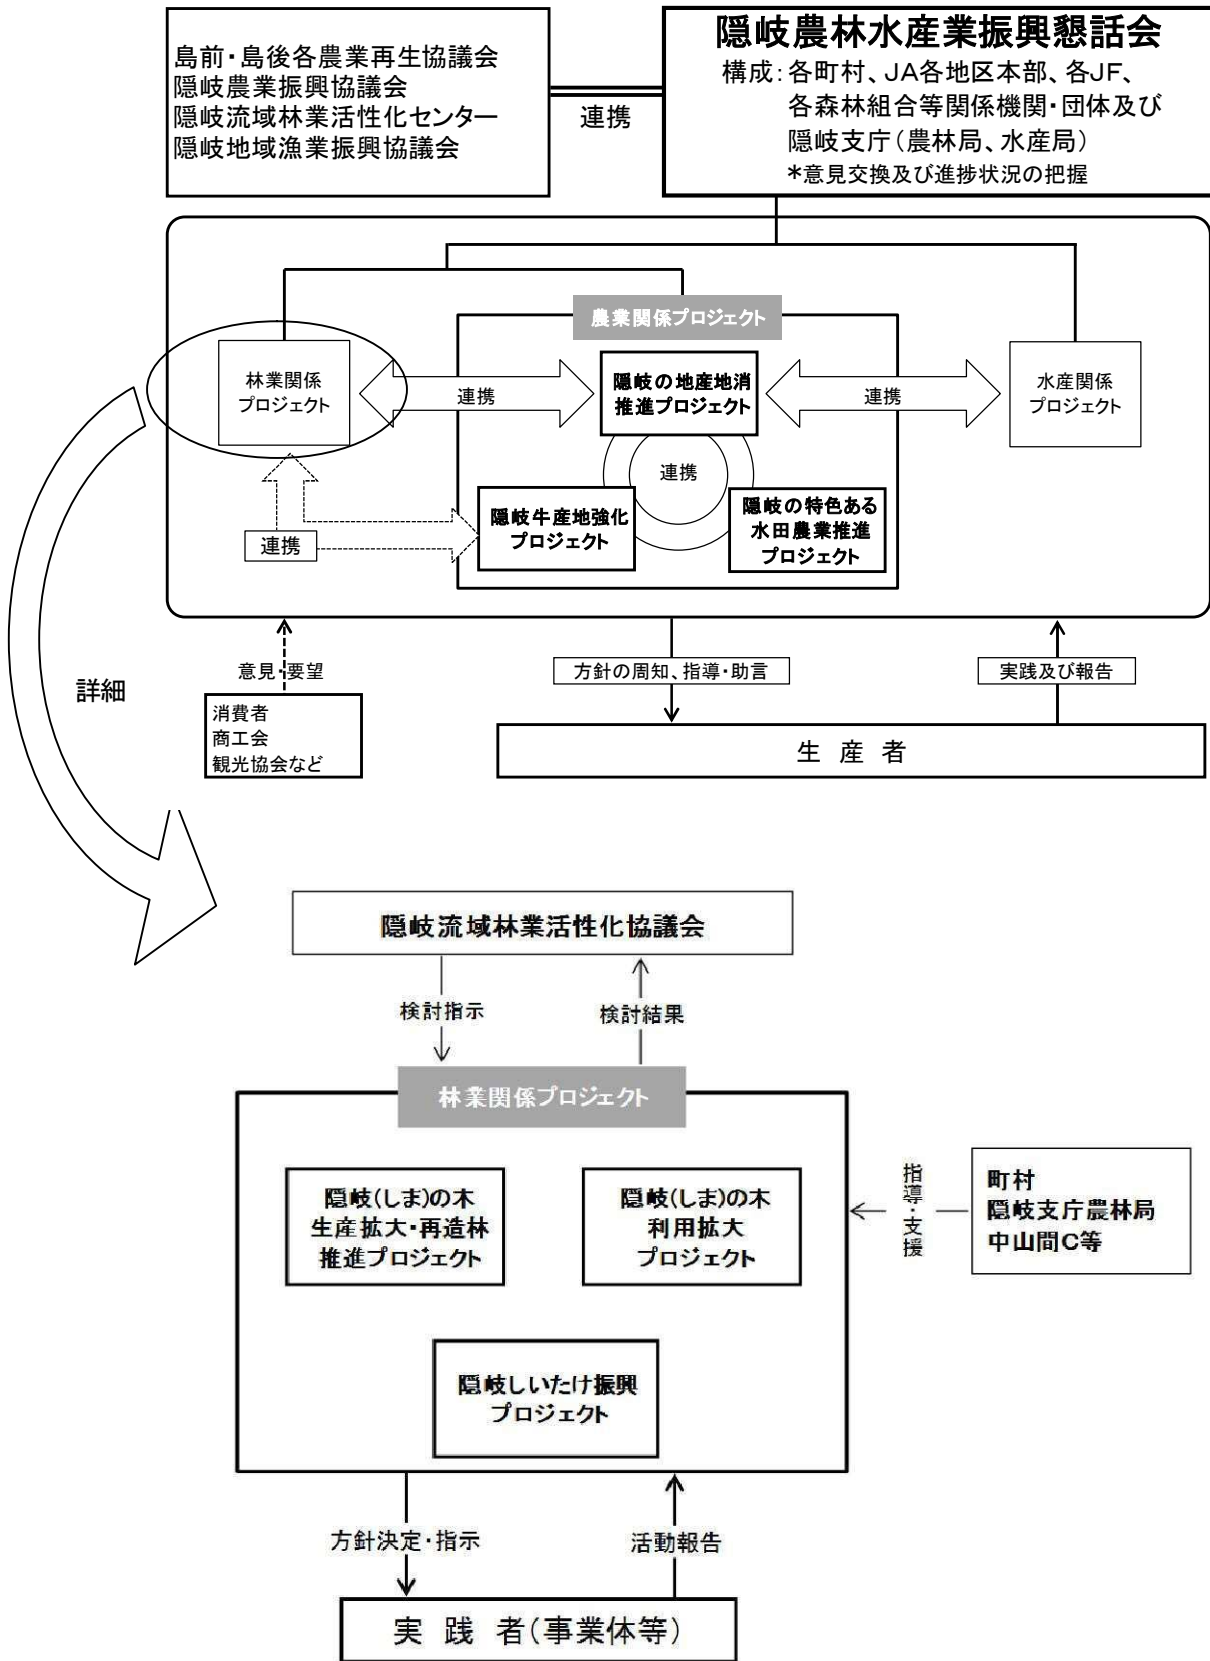 島前・島後各農業再生協議会
隠岐農業振興協議会
隠岐流域林業活性化センター
隠岐地域漁業振興協議会
連携
隠岐農林水産業振興懇話会
構成：各町村、JA各地区本部、各JF、
各森林組合等関係機関・団体及び
隠岐支庁（農林局、水産局）
*意見交換及び進捗状況の把握
農業関係プロジェクト
林業関係
プロジェクト
連携
隠岐の地産地消
推進プロジェクト
連携
水産関係
プロジェクト
連携
隠岐牛産地強化
プロジェクト
隠岐の特色ある
水田農業推進
プロジェクト
連携
意見・要望
消費者
商工会
観光協会など
方針の周知、指導・助言
実践及び報告
生 産 者
詳細
隠岐流域林業活性化協議会
検討指示
検討結果
林業関係プロジェクト
隠岐(しま)の木
生産拡大・再造林
推進プロジェクト
隠岐(しま)の木
利用拡大
プロジェクト
隠岐しいたけ振興
プロジェクト
指導・支援
町村
隠岐支庁農林局
中山間C等
方針決定・指示
活動報告
実 践 者(事業体等)